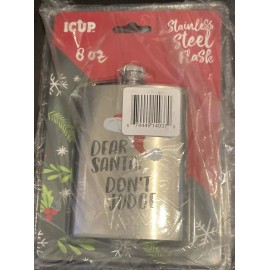 ICUP
8 oz
Stainless
Steel
Flask
DEAR
SANTA
DON'T
JUDGE